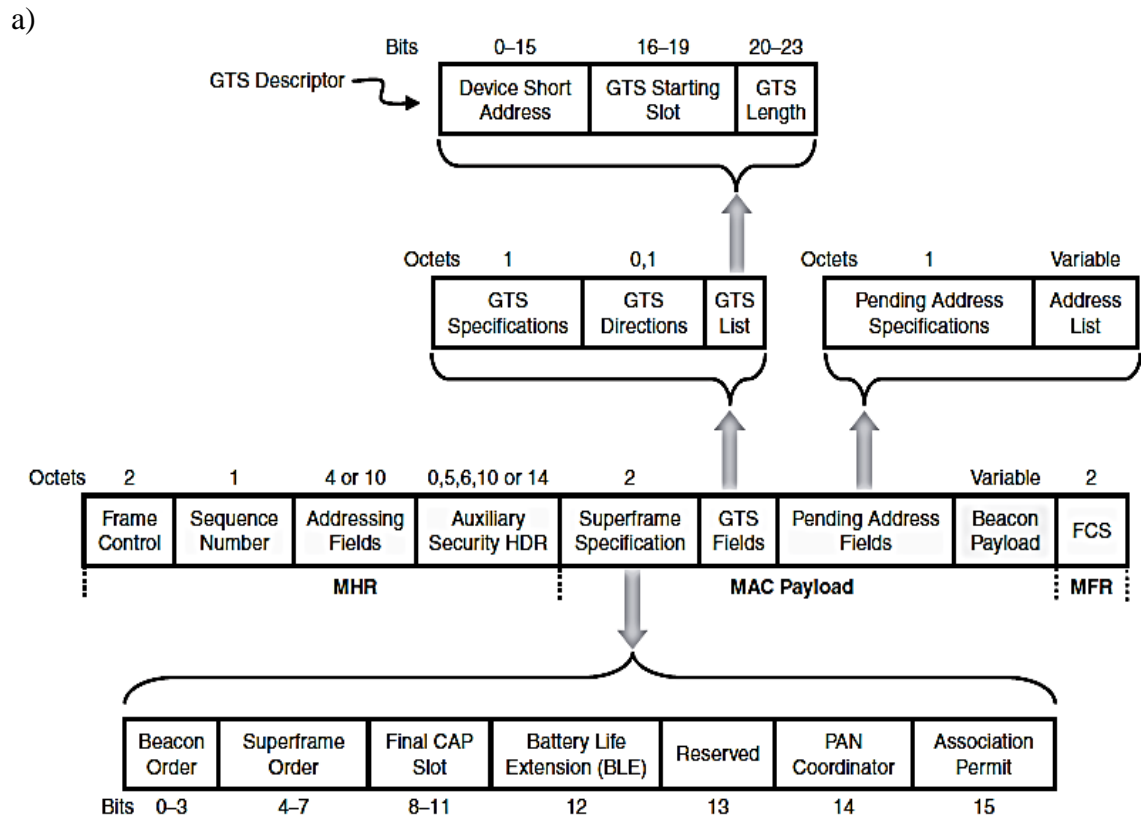 a)
Bits 0–15 16–19 20–23
GTS Descriptor
Device Short Address GTS Starting Slot GTS Length
Octets 1 0,1
GTS Specifications GTS Directions GTS List
Octets 1 Variable
Pending Address Specifications Address List
Octets 2 1 4 or 10 0,5,6,10 or 14 2 Variable 2
Frame Control Sequence Number Addressing Fields Auxiliary Security HDR Superframe Specification GTS Fields Pending Address Fields Beacon Payload FCS
MHR MAC Payload MFR
Beacon Order Superframe Order Final CAP Slot Battery Life Extension (BLE) Reserved PAN Coordinator Association Permit
Bits 0–3 4–7 8–11 12 13 14 15